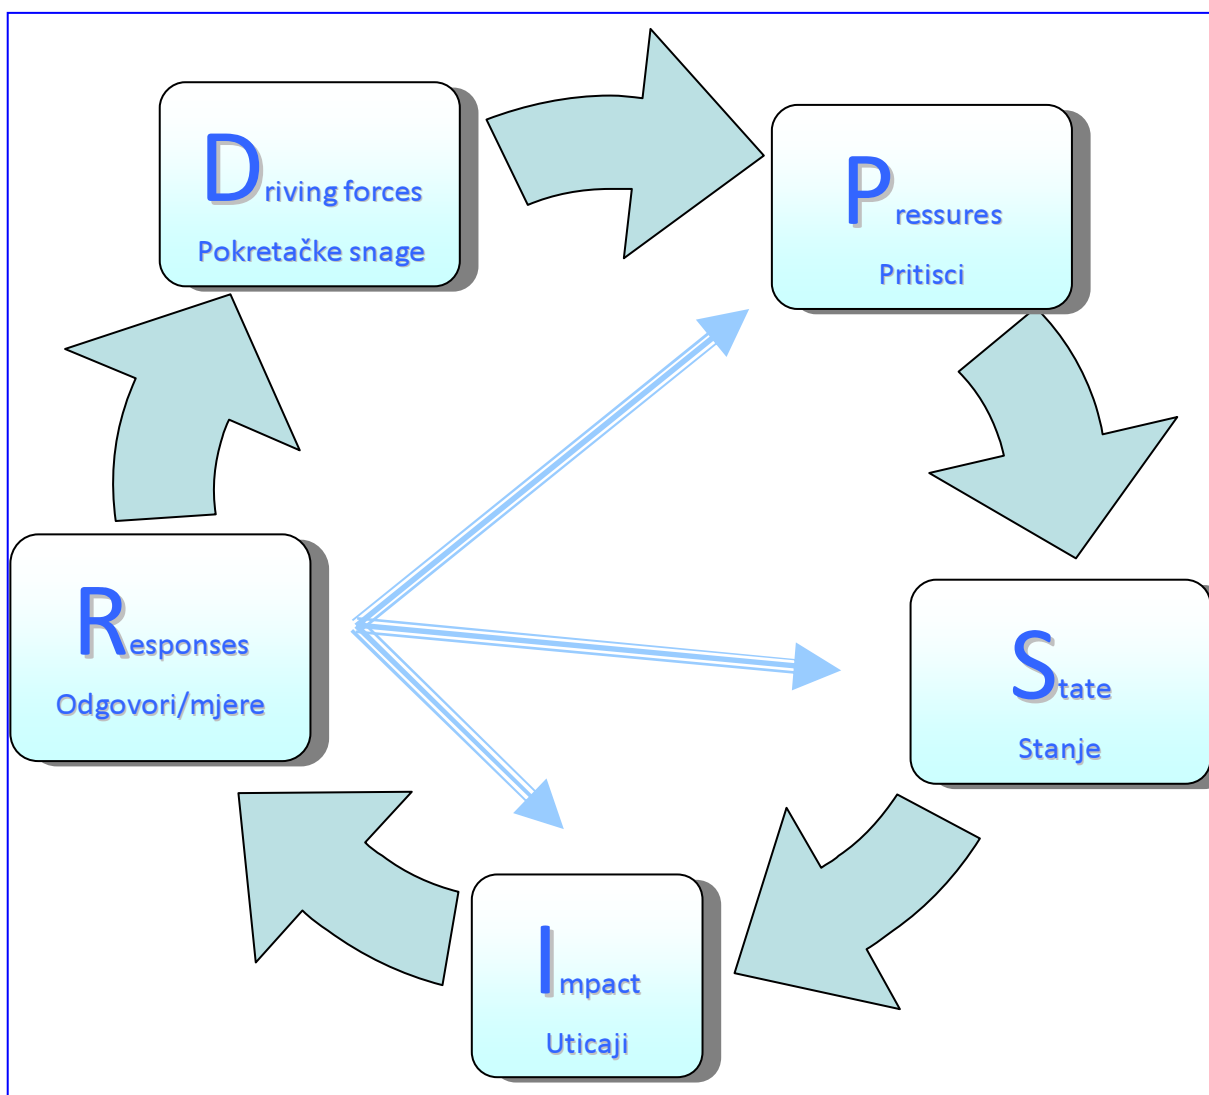 Driving forces
Pokretačke snage
Pressures
Pritisci
State
Stanje
Impact
Uticaji
Responses
Odgovori/mjere